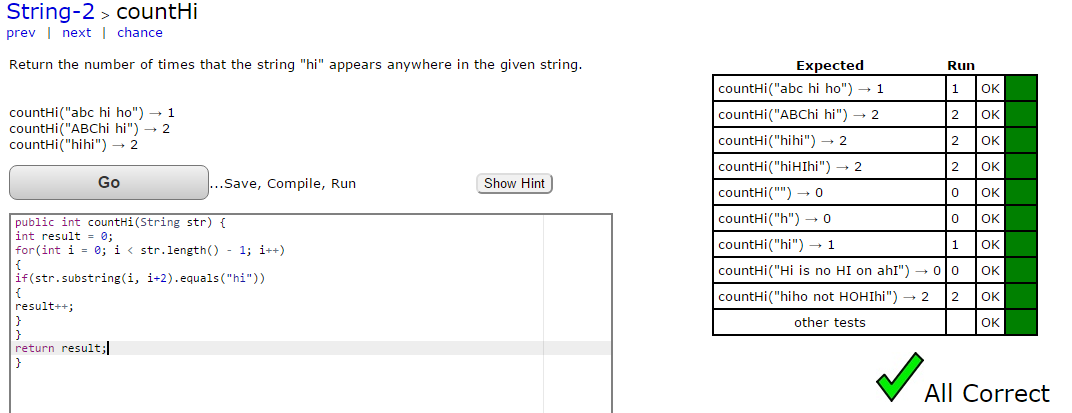 String-2 > countHi
prev | next | chance
Return the number of times that the string "hi" appears anywhere in the given string.
countHi("abc hi ho") → 1
countHi("ABChi hi") → 2
countHi("hihi") → 2
Go ...Save, Compile, Run Show Hint
public int countHi(String str) {
int result = 0;
for(int i = 0; i < str.length() - 1; i++)
{
if(str.substring(i, i+2).equals("hi"))
{
result++;
}
}
return result;
}
Expected Run
countHi("abc hi ho") → 1 1 OK
countHi("ABChi hi") → 2 2 OK
countHi("hihi") → 2 2 OK
countHi("hiHIhi") → 2 2 OK
countHi("") → 0 0 OK
countHi("h") → 0 0 OK
countHi("hi") → 1 1 OK
countHi("Hi is no HI on ahI") → 0 0 OK
countHi("hiho not HOHIhi") → 2 2 OK
other tests OK
All Correct